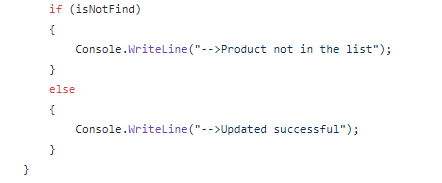 if (isNotFind)
{
Console.WriteLine("-->Product not in the list");
}
else
{
Console.WriteLine("-->Updated successful");
}
}